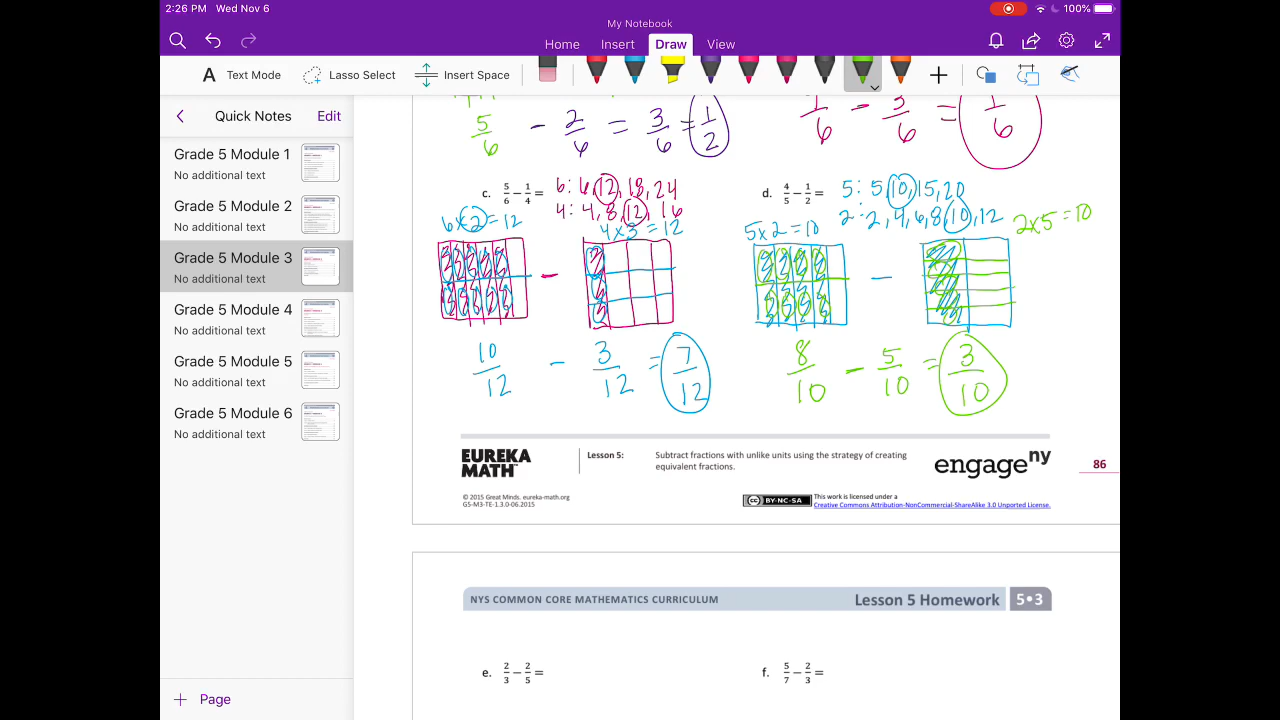 2:26 PM Wed Nov 6
100%
My Notebook
Home Insert Draw View
A Text Mode Lasso Select Insert Space
Quick Notes Edit
Grade 5 Module 1
No additional text
Grade 5 Module 2
No additional text
Grade 5 Module 3
No additional text
Grade 5 Module 4
No additional text
Grade 5 Module 5
No additional text
Grade 5 Module 6
No additional text
+ Page
5/6 - 2/6 = 3/6 = 1/2
1/6 - 3/6 = 1/6
c. 5/6 - 1/4 =
6: 6, 12, 18, 24
4: 4, 8, 12, 16
6 x 2 = 12
4 x 3 = 12
-
10/12 - 3/12 = 7/12
d. 4/5 - 1/2 =
5: 5 10, 15, 20
2: 2, 4, 6, 8 10, 12
5 x 2 = 10
2 x 5 = 10
-
8/10 - 5/10 = 3/10
EUREKA
MATH™
Lesson 5:
Subtract fractions with unlike units using the strategy of creating
equivalent fractions.
engage ny
86
© 2015 Great Minds. eureka-math.org
G5-M3-TE-1.3.0-06.2015
CC BY-NC-SA
This work is licensed under a
Creative Commons Attribution-NonCommercial-ShareAlike 3.0 Unported License.
NYS COMMON CORE MATHEMATICS CURRICULUM
Lesson 5 Homework 5•3
e. 2/3 - 2/5 =
f. 5/7 - 2/3 =